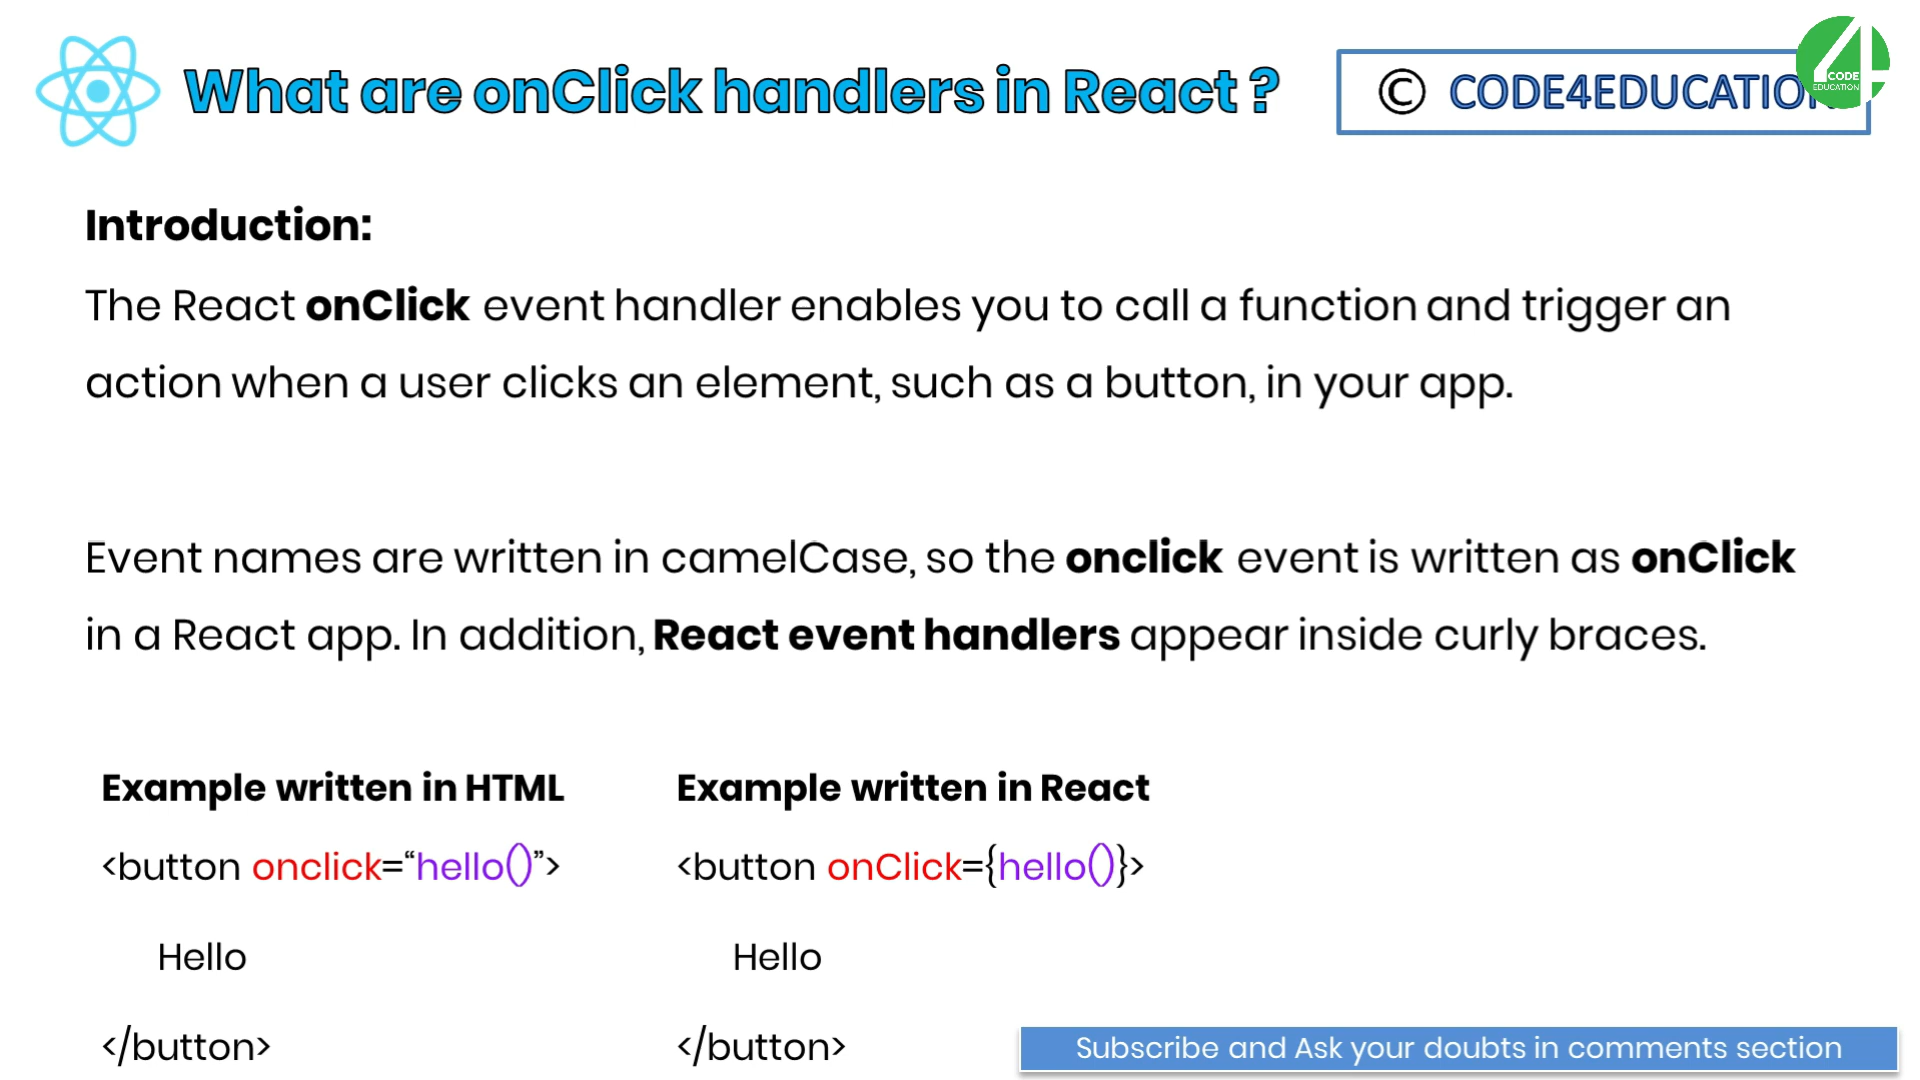 What are onClick handlers in React ?
© CODE4EDUCATION
CODE
EDUCATION
Introduction:
The React onClick event handler enables you to call a function and trigger an
action when a user clicks an element, such as a button, in your app.
Event names are written in camelCase, so the onclick event is written as onClick
in a React app. In addition, React event handlers appear inside curly braces.
Example written in HTML
<button onclick=“hello()”>
Hello
</button>
Example written in React
<button onClick={hello()}>
Hello
</button>
Subscribe and Ask your doubts in comments section